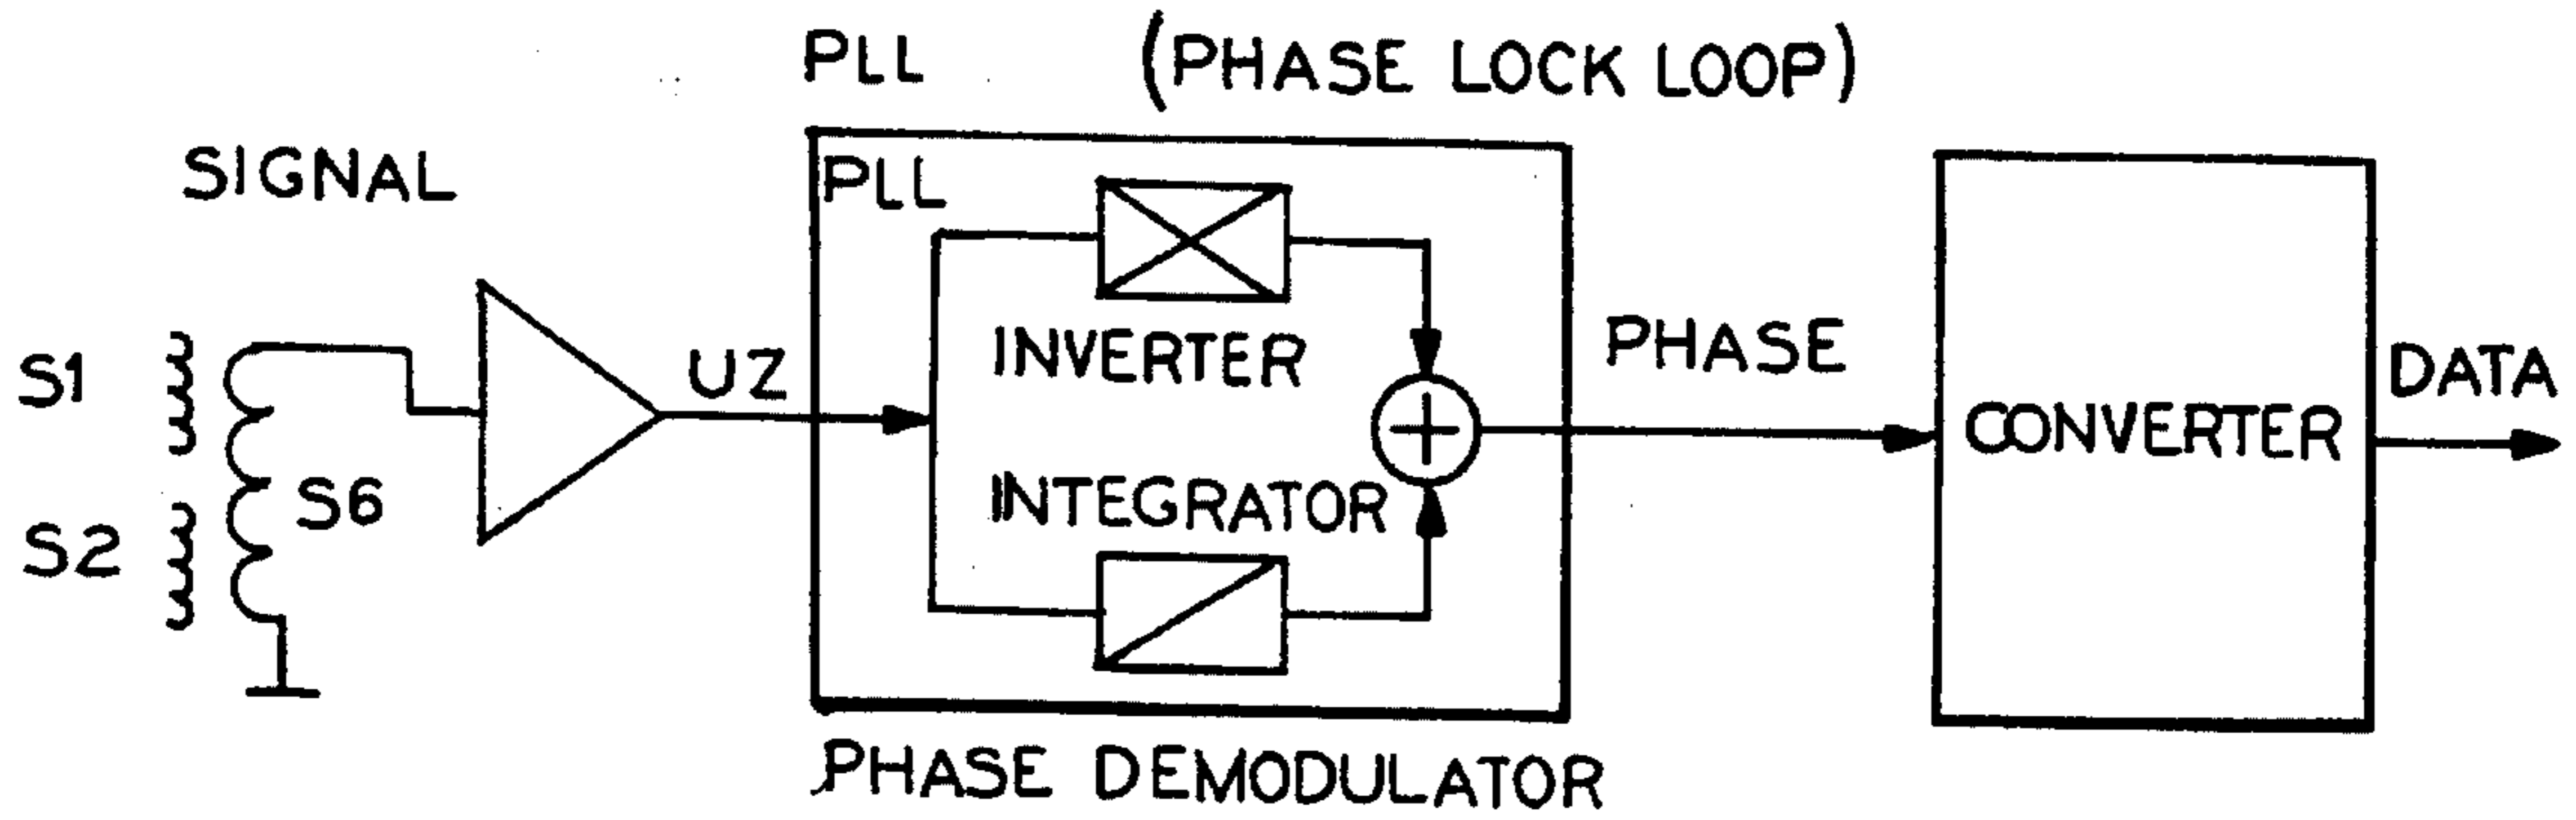 PLL (PHASE LOCK LOOP)
SIGNAL
PLL
INVERTER
UZ
PHASE
S1
DATA
CONVERTER
S6
INTEGRATOR
S2
PHASE DEMODULATOR